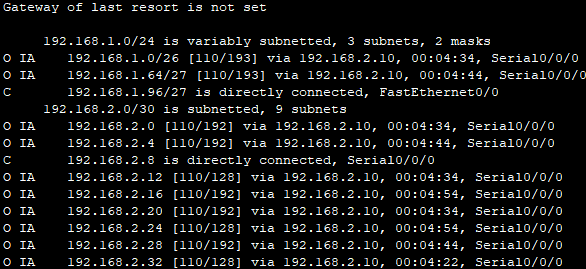 Gateway of last resort is not set
192.168.1.0/24 is variably subnetted, 3 subnets, 2 masks
O IA 192.168.1.0/26 [110/193] via 192.168.2.10, 00:04:34, Serial0/0/0
O IA 192.168.1.64/27 [110/193] via 192.168.2.10, 00:04:44, Serial0/0/0
C 192.168.1.96/27 is directly connected, FastEthernet0/0
192.168.2.0/30 is subnetted, 9 subnets
O IA 192.168.2.0 [110/192] via 192.168.2.10, 00:04:34, Serial0/0/0
O IA 192.168.2.4 [110/192] via 192.168.2.10, 00:04:44, Serial0/0/0
C 192.168.2.8 is directly connected, Serial0/0/0
O IA 192.168.2.12 [110/128] via 192.168.2.10, 00:04:34, Serial0/0/0
O IA 192.168.2.16 [110/192] via 192.168.2.10, 00:04:54, Serial0/0/0
O IA 192.168.2.20 [110/192] via 192.168.2.10, 00:04:34, Serial0/0/0
O IA 192.168.2.24 [110/128] via 192.168.2.10, 00:04:54, Serial0/0/0
O IA 192.168.2.28 [110/192] via 192.168.2.10, 00:04:44, Serial0/0/0
O IA 192.168.2.32 [110/128] via 192.168.2.10, 00:04:22, Serial0/0/0